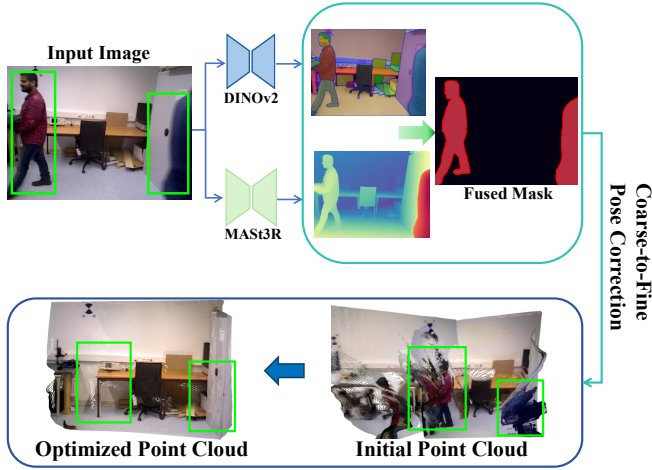 Input Image
DINOv2
MASt3R
Fused Mask
Coarse-to-Fine
Pose Correction
Optimized Point Cloud
Initial Point Cloud